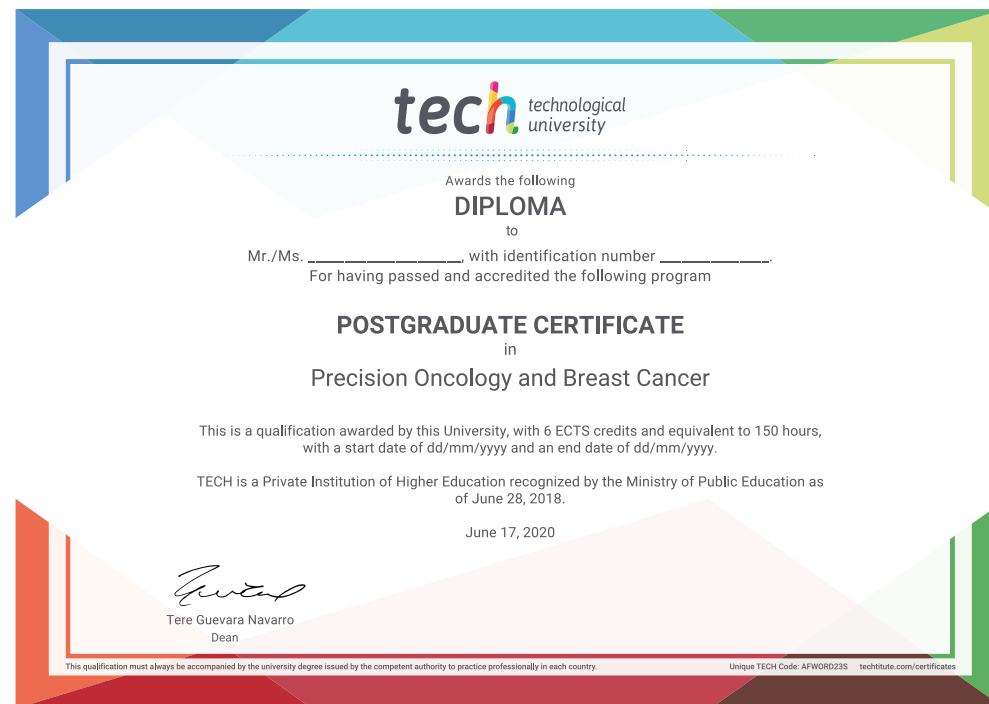 tech technological
university
Awards the following
DIPLOMA
to
Mr./Ms. ____________________, with identification number ______________.
For having passed and accredited the following program
POSTGRADUATE CERTIFICATE
in
Precision Oncology and Breast Cancer
This is a qualification awarded by this University, with 6 ECTS credits and equivalent to 150 hours,
with a start date of dd/mm/yyyy and an end date of dd/mm/yyyy.
TECH is a Private Institution of Higher Education recognized by the Ministry of Public Education as
of June 28, 2018.
June 17, 2020
Tere Guevara Navarro
Dean
This qualification must always be accompanied by the university degree issued by the competent authority to practice professionally in each country.
Unique TECH Code: AFWORD23S techtitute.com/certificates